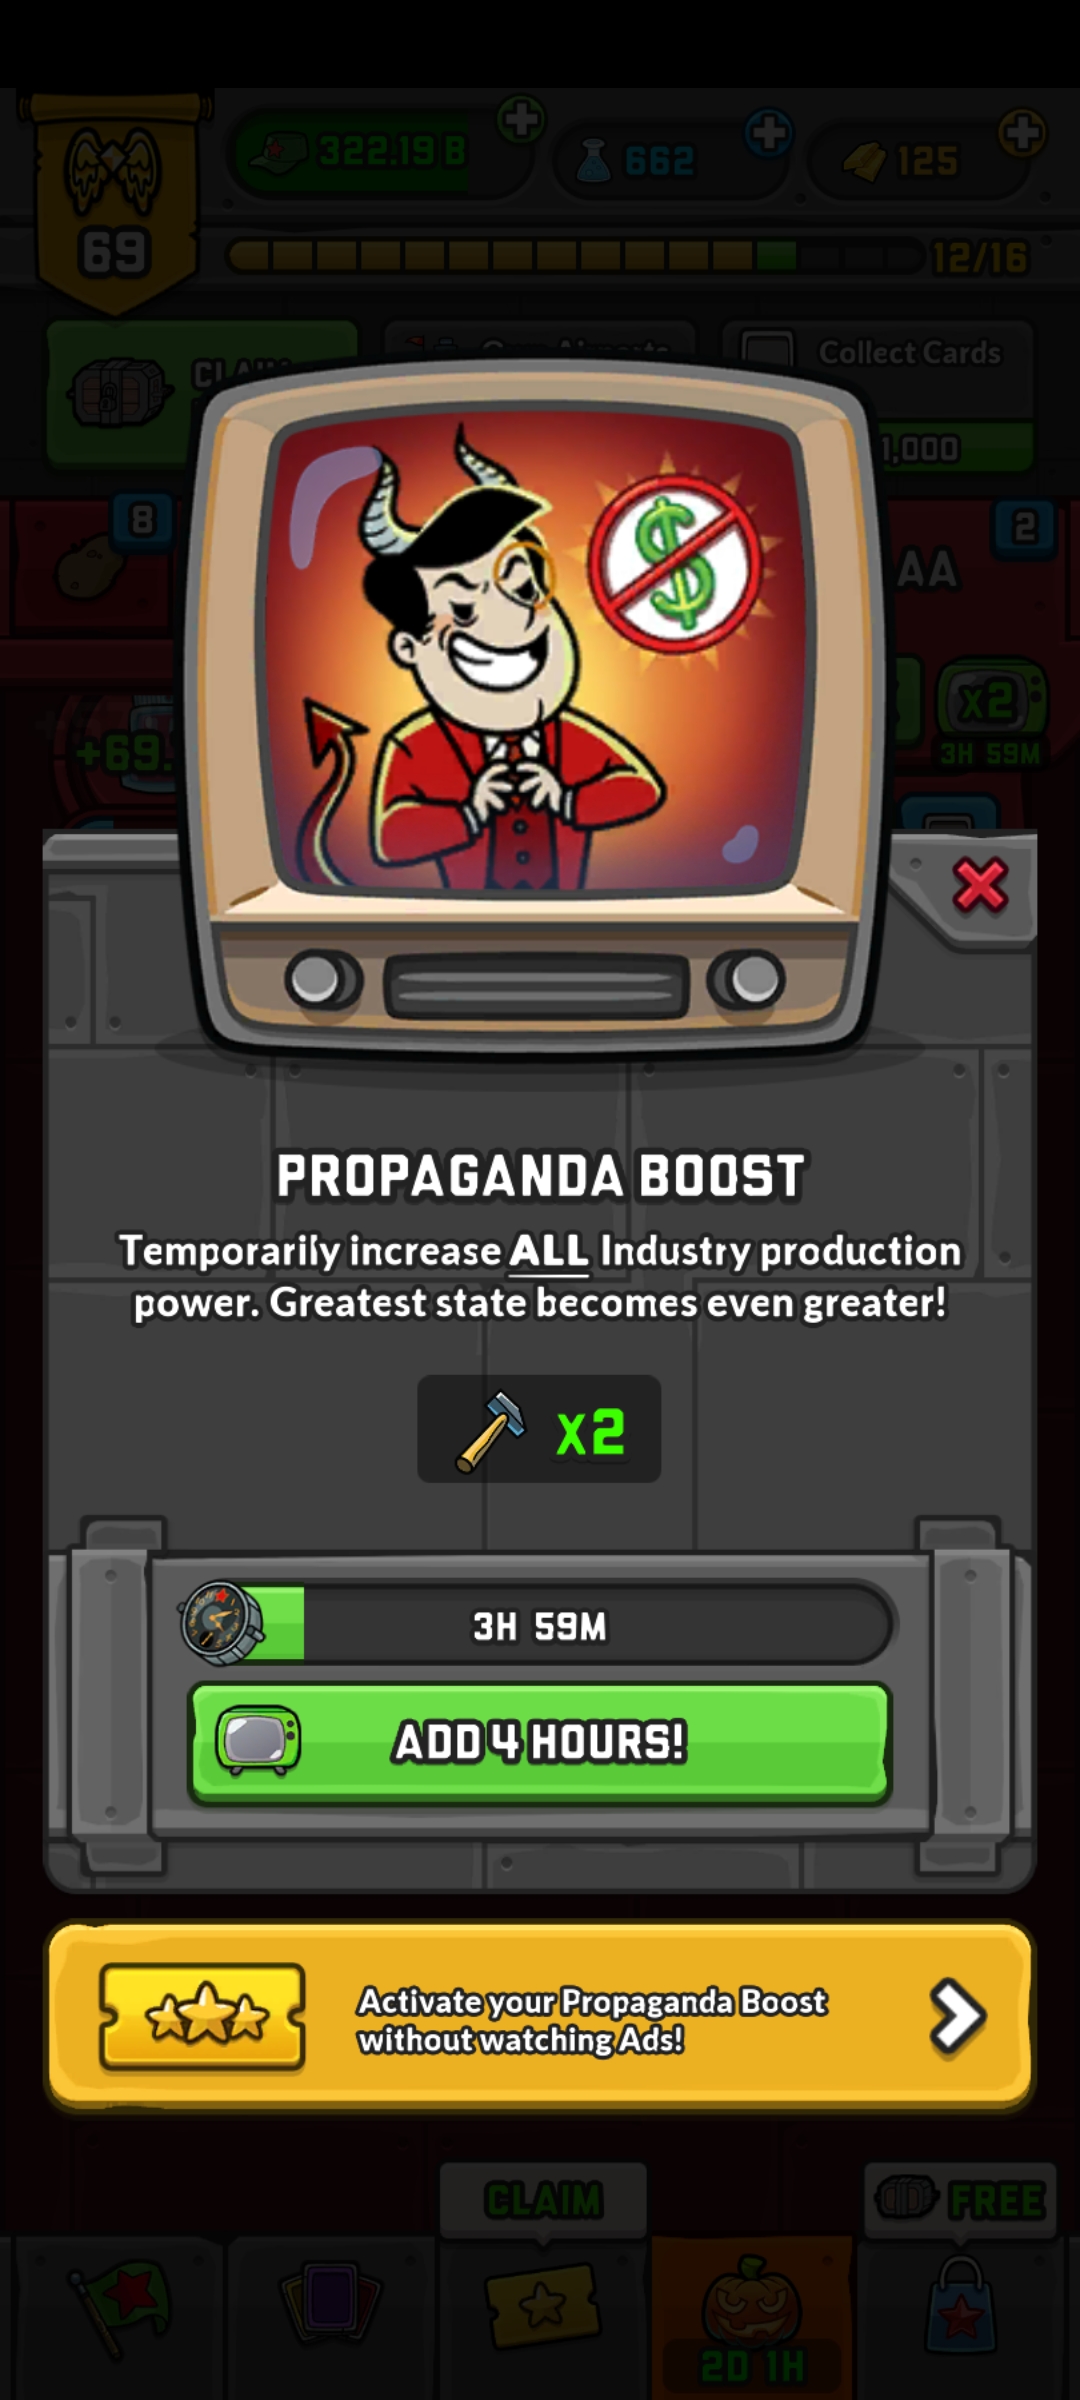 322.19 B
662
125
69
12/16
Collect Cards
1,000
8
2
AA
+69.
x2
3H 59M
PROPAGANDA BOOST
Temporarily increase ALL Industry production
power. Greatest state becomes even greater!
x2
3H 59M
ADD 4 HOURS!
Activate your Propaganda Boost
without watching Ads!
CLAIM
FREE
2D 1H